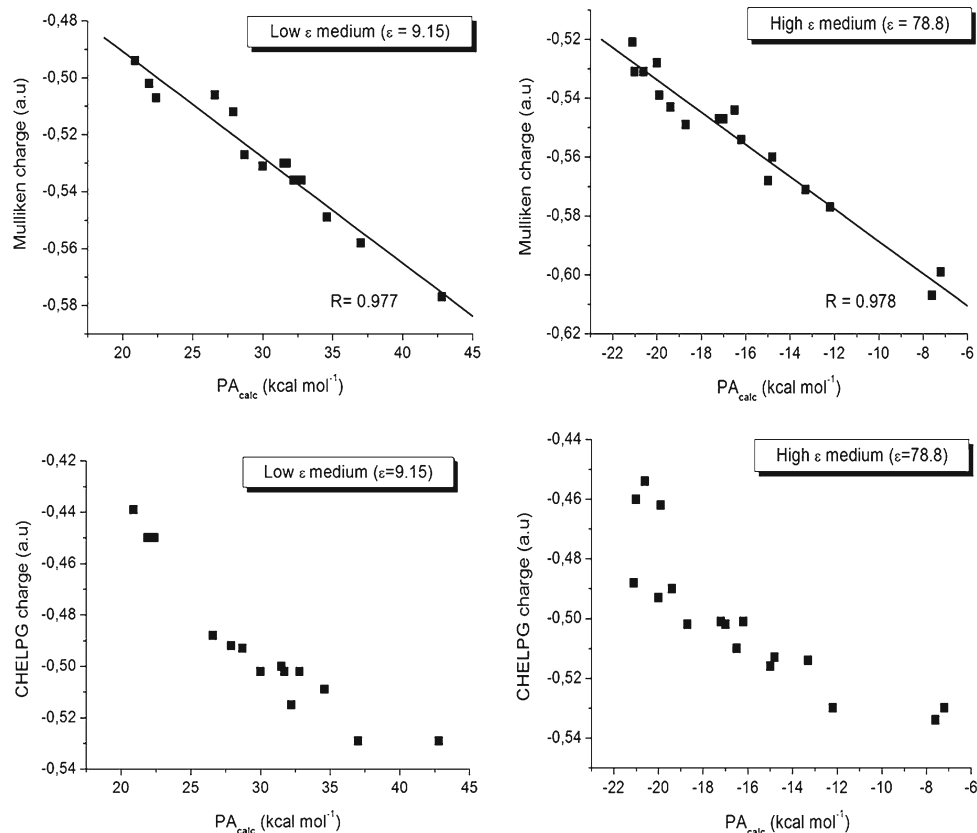 Low ε medium (ε = 9.15)
Mulliken charge (a.u)
-0,48
-0,50
-0,52
-0,54
-0,56
-0,58
R= 0.977
20 25 30 35 40 45
PAcalc (kcal mol-1)
High ε medium (ε = 78.8)
Mulliken charge (a.u)
-0,52
-0,54
-0,56
-0,58
-0,60
-0,62
R = 0.978
-22 -20 -18 -16 -14 -12 -10 -8 -6
PAcalc (kcal mol-1)
Low ε medium (ε=9.15)
CHELPG charge (a.u)
-0,42
-0,44
-0,46
-0,48
-0,50
-0,52
-0,54
20 25 30 35 40 45
PAcalc (kcal mol-1)
High ε medium (ε=78.8)
CHELPG charge (a.u)
-0,44
-0,46
-0,48
-0,50
-0,52
-0,54
-22 -20 -18 -16 -14 -12 -10 -8 -6
PAcalc (kcal mol-1)